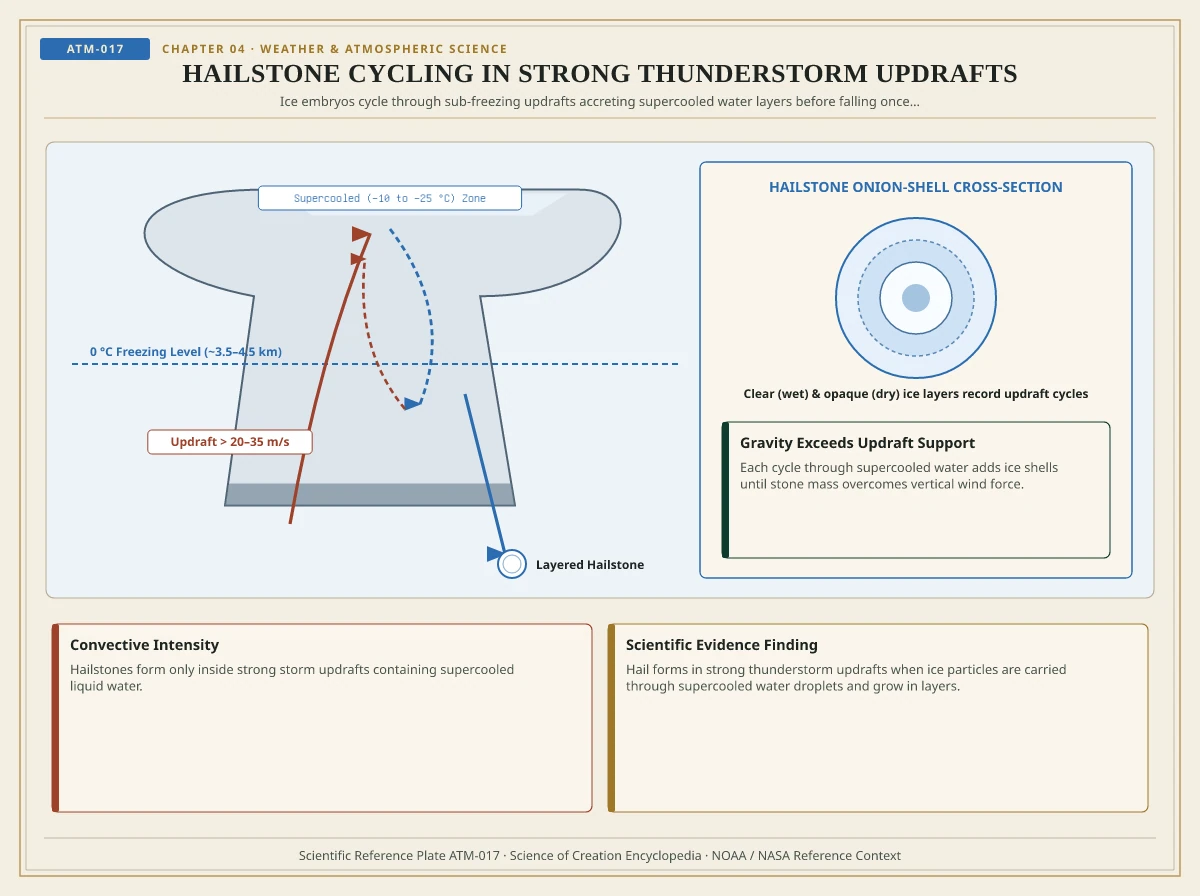 ATM-017
CHAPTER 04 · WEATHER & ATMOSPHERIC SCIENCE
HAILSTONE CYCLING IN STRONG THUNDERSTORM UPDRAFTS
Ice embryos cycle through sub-freezing updrafts accreting supercooled water layers before falling once...
Supercooled (−10 to −25 °C) Zone
0 °C Freezing Level (~3.5–4.5 km)
Updraft > 20–35 m/s
Layered Hailstone
HAILSTONE ONION-SHELL CROSS-SECTION
Clear (wet) & opaque (dry) ice layers record updraft cycles
Gravity Exceeds Updraft Support
Each cycle through supercooled water adds ice shells
until stone mass overcomes vertical wind force.
Convective Intensity
Hailstones form only inside strong storm updrafts containing supercooled
liquid water.
Scientific Evidence Finding
Hail forms in strong thunderstorm updrafts when ice particles are carried
through supercooled water droplets and grow in layers.
Scientific Reference Plate ATM-017 · Science of Creation Encyclopedia · NOAA / NASA Reference Context